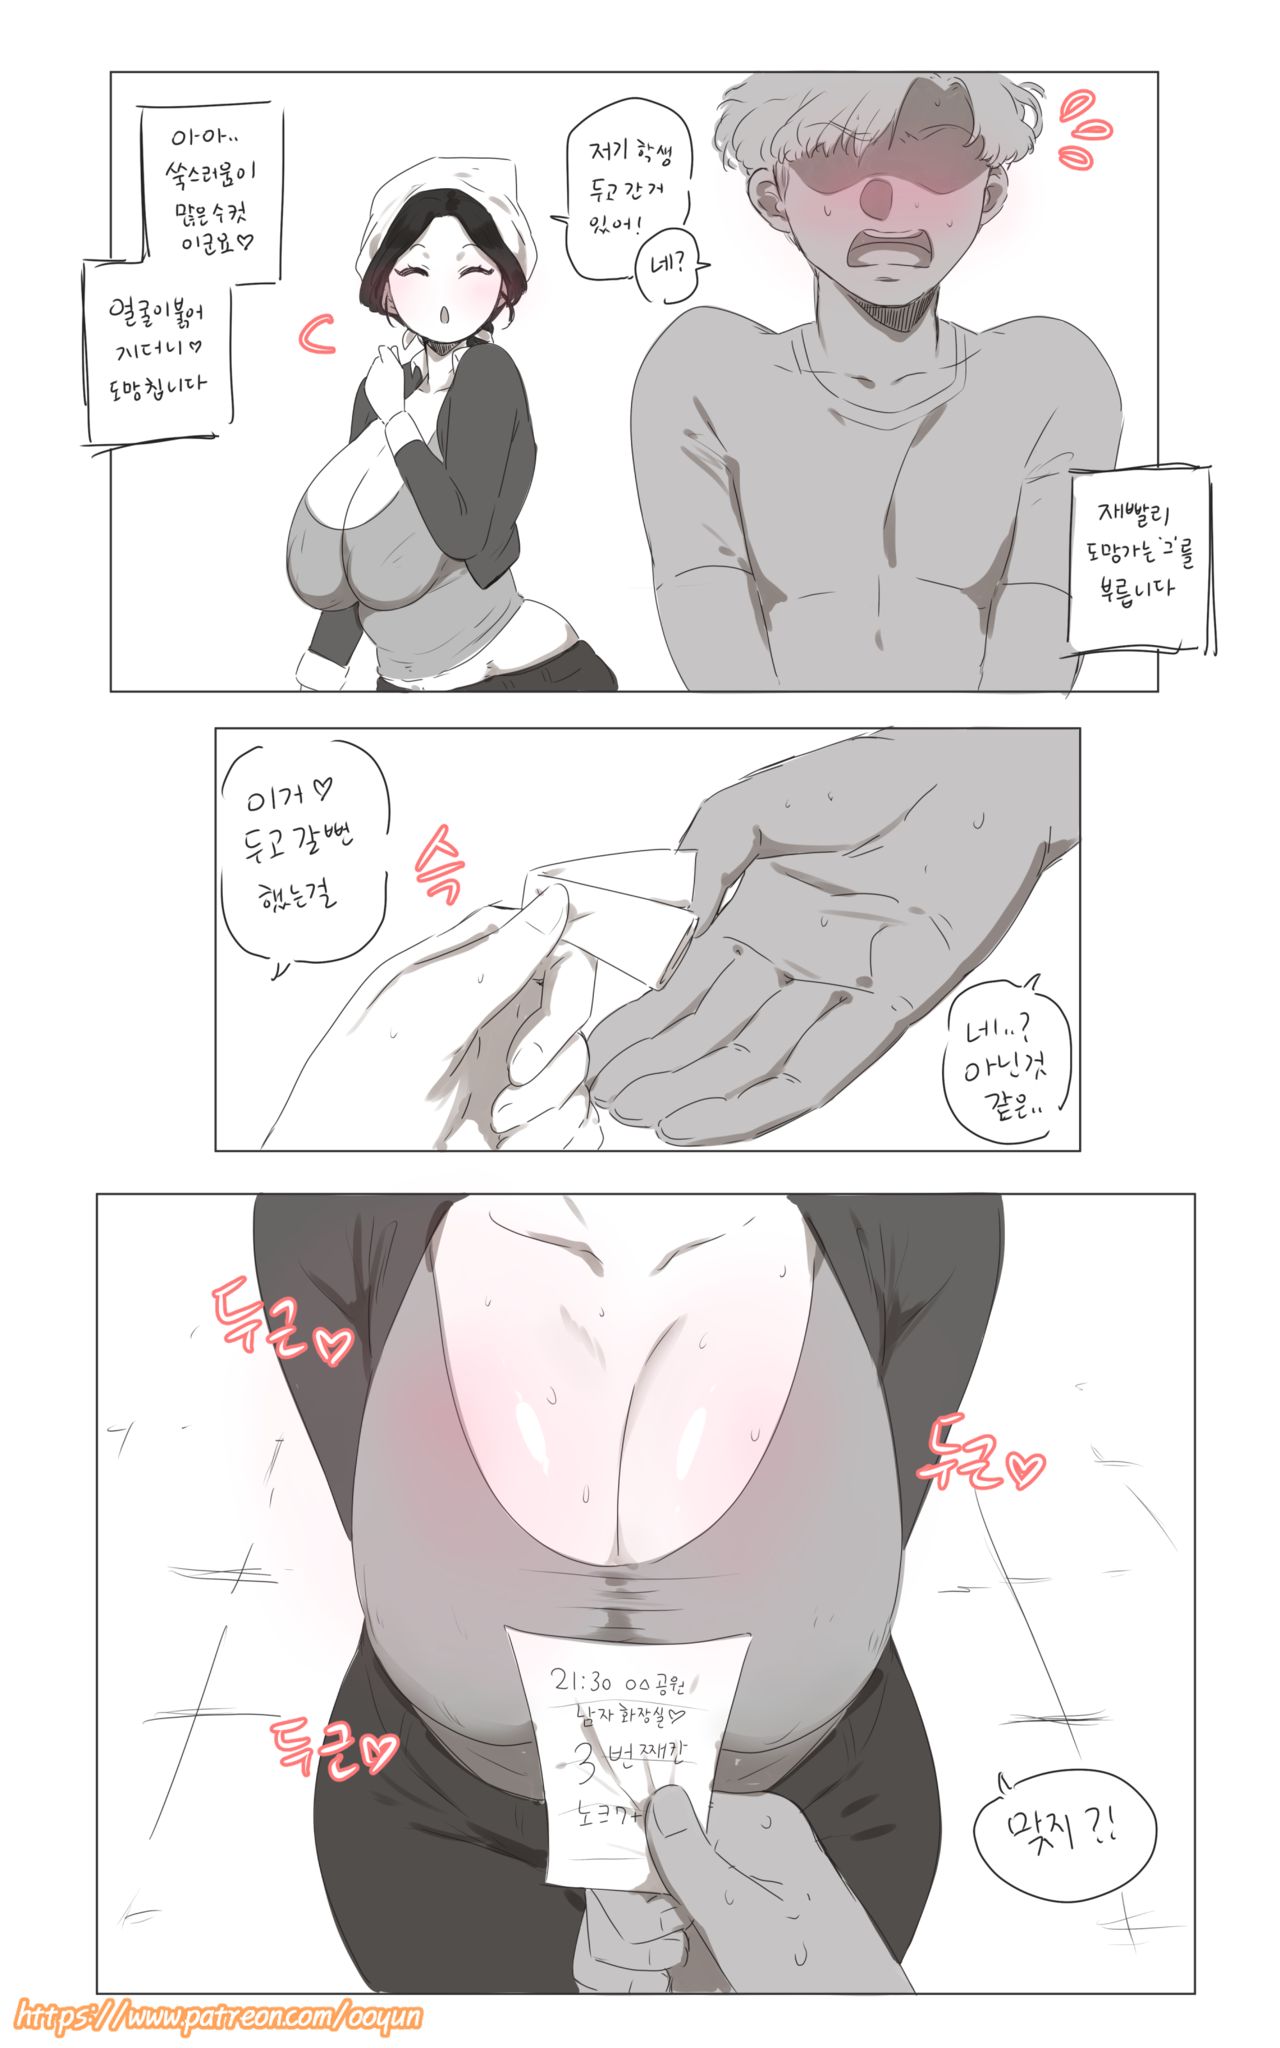 아아..
쑥스러움이
많은 수컷
이군요♡
얼굴이 붉어
지더니♡
도망칩니다
저기 학생
두고 간 거
있어!
네?
재빨리
도망가는 '그'를
부릅니다
이거♡
두고 갈뻔
했는걸
슥
네..?
아닌것
같은..
두근♡
두근♡
두근♡
21:30 ㅇㅇ공원
남자 화장실♡
3번째칸
노크7+
맞지?!
https://www.patreon.com/ooyun